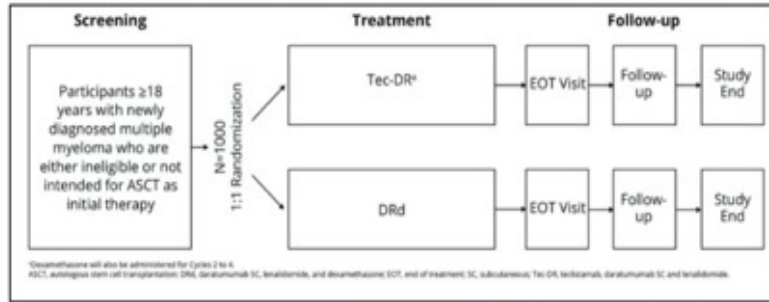 Screening
Treatment
Follow-up
Participants ≥18
years with newly
diagnosed multiple
myeloma who are
either ineligible or not
intended for ASCT as
initial therapy
N=1000
1:1 Randomization
Tec-DRᵃ
EOT Visit
Follow-
up
Study
End
DRd
EOT Visit
Follow-
up
Study
End
ᵃDexamethasone will also be administered for Cycles 2 to 4.
ASCT, autologous stem cell transplantation; DRd, daratumumab SC, lenalidomide, and dexamethasone; EOT, end of treatment; SC, subcutaneous; Tec-DR, teclistamab, daratumumab SC and lenalidomide.